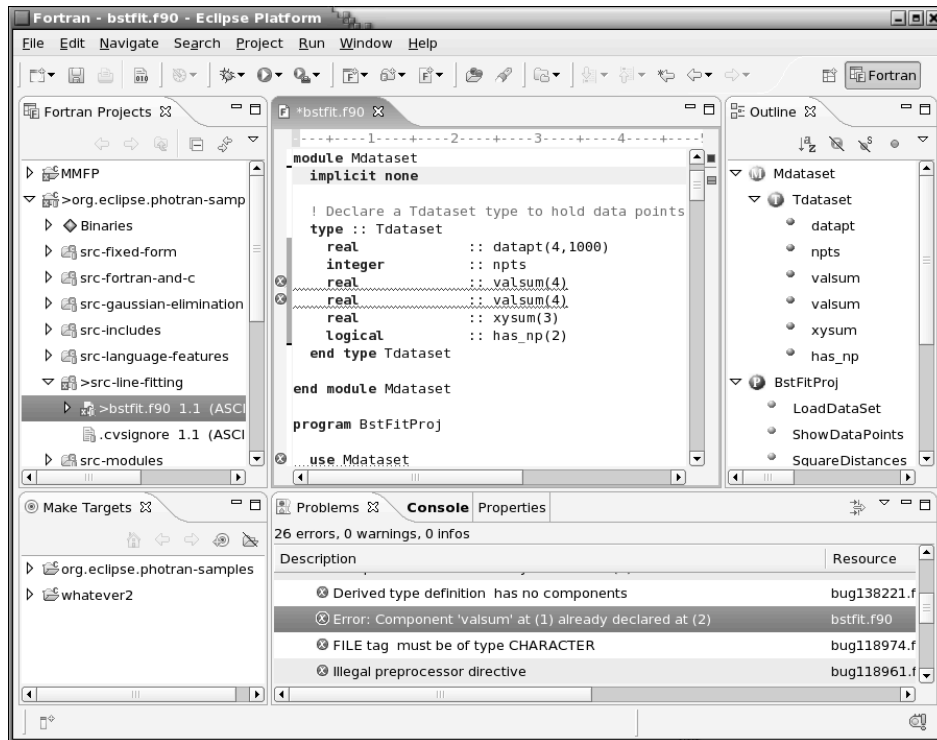 Fortran - bstfit.f90 - Eclipse Platform
File Edit Navigate Search Project Run Window Help
Fortran
Fortran Projects
MMFP
>org.eclipse.photran-samp
Binaries
src-fixed-form
src-fortran-and-c
src-gaussian-elimination
src-includes
src-language-features
>src-line-fitting
>bstfit.f90 1.1 (ASCI
.cvsignore 1.1 (ASCI
src-modules
*bstfit.f90
----+----1----+----2----+----3----+----4----+----5
module Mdataset
implicit none
! Declare a Tdataset type to hold data points
type :: Tdataset
real :: datapt(4,1000)
integer :: npts
real :: valsum(4)
real :: valsum(4)
real :: xysum(3)
logical :: has_np(2)
end type Tdataset
end module Mdataset
program BstFitProj
use Mdataset
Outline
Mdataset
Tdataset
datapt
npts
valsum
valsum
xysum
has_np
BstFitProj
LoadDataSet
ShowDataPoints
SquareDistances
Make Targets
org.eclipse.photran-samples
whatever2
Problems Console Properties
26 errors, 0 warnings, 0 infos
Description Resource
Derived type definition has no components bug138221.f
Error: Component 'valsum' at (1) already declared at (2) bstfit.f90
FILE tag must be of type CHARACTER bug118974.f
Illegal preprocessor directive bug118961.f